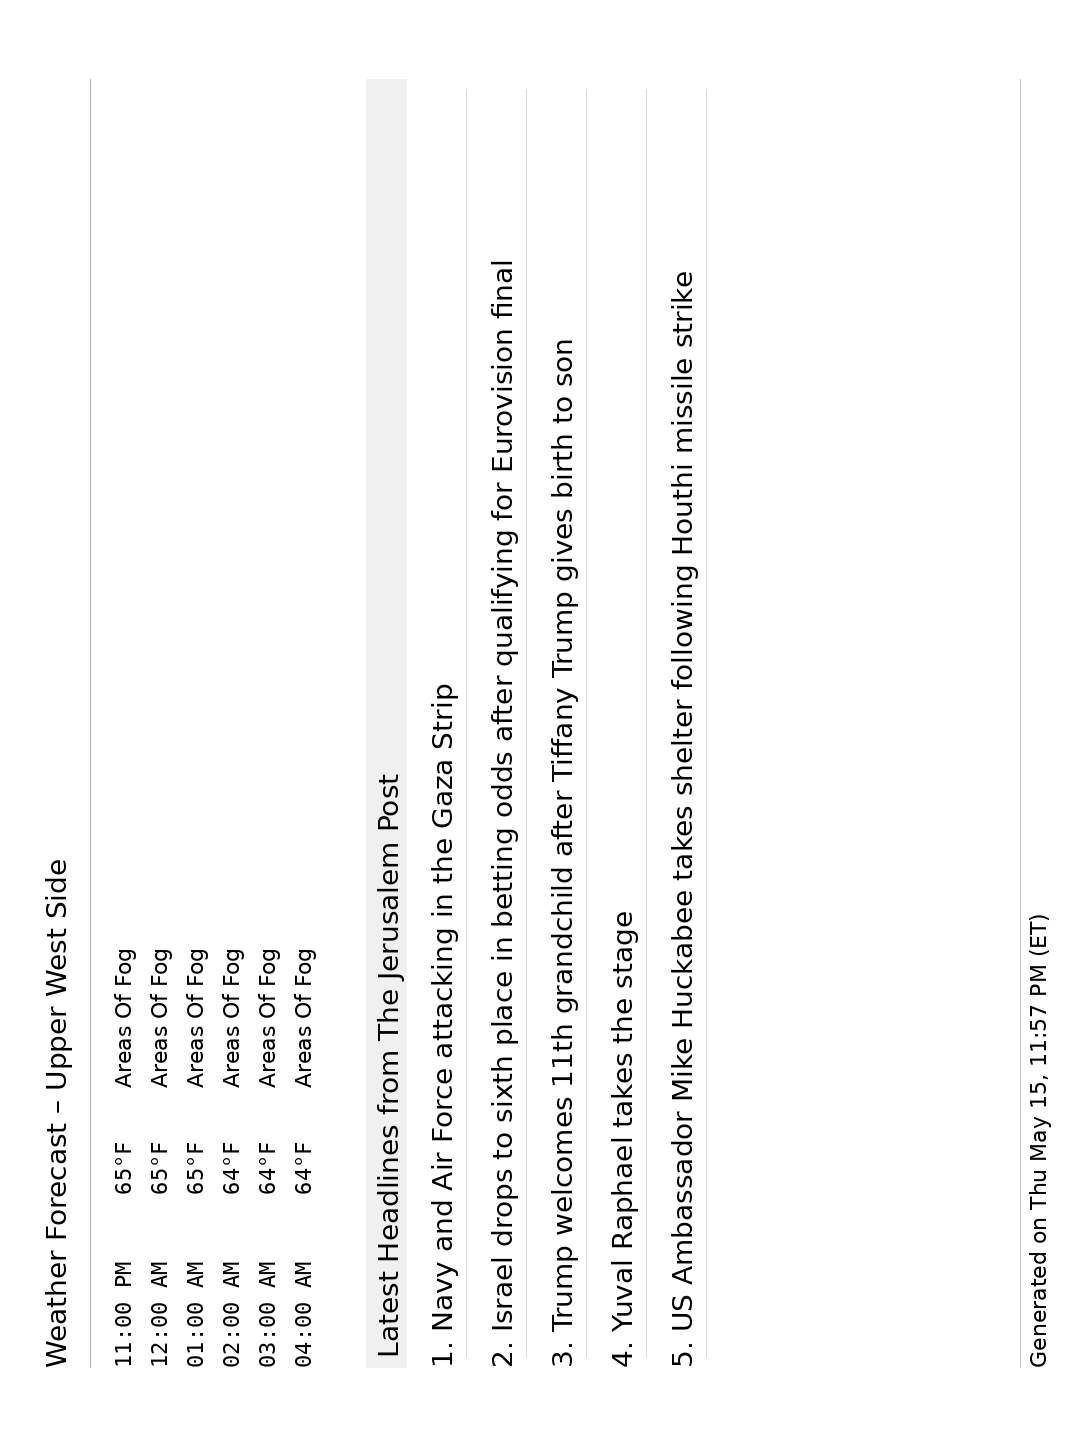 Weather Forecast – Upper West Side
11:00 PM 65°F Areas Of Fog
12:00 AM 65°F Areas Of Fog
01:00 AM 65°F Areas Of Fog
02:00 AM 64°F Areas Of Fog
03:00 AM 64°F Areas Of Fog
04:00 AM 64°F Areas Of Fog
Latest Headlines from The Jerusalem Post
1. Navy and Air Force attacking in the Gaza Strip
2. Israel drops to sixth place in betting odds after qualifying for Eurovision final
3. Trump welcomes 11th grandchild after Tiffany Trump gives birth to son
4. Yuval Raphael takes the stage
5. US Ambassador Mike Huckabee takes shelter following Houthi missile strike
Generated on Thu May 15, 11:57 PM (ET)